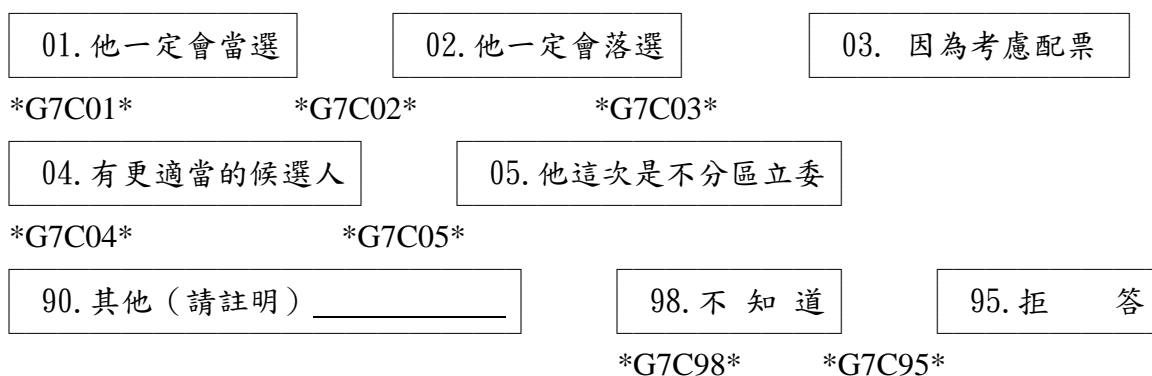 01.他一定會當選 02.他一定會落選 03. 因為考慮配票
*G7C01* *G7C02* *G7C03*
04.有更適當的候選人 05.他這次是不分區立委
*G7C04* *G7C05*
90.其他（請註明）____________ 98.不 知 道 95.拒 答
*G7C98* *G7C95*